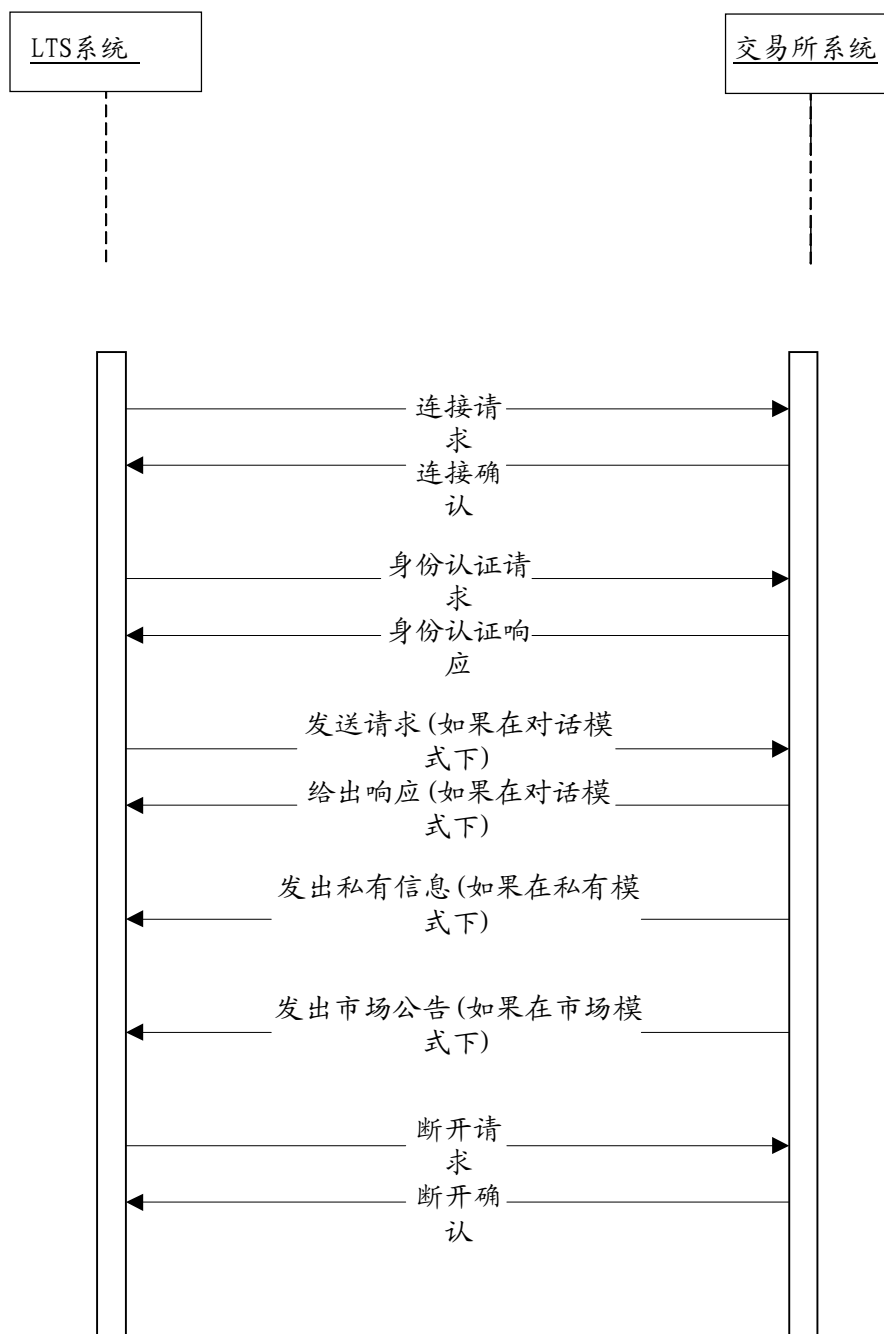 LTS系统
交易所系统
连接请
求
连接确
认
身份认证请
求
身份认证响
应
发送请求(如果在对话模
式下)
给出响应(如果在对话模
式下)
发出私有信息(如果在私有模
式下)
发出市场公告(如果在市场模
式下)
断开请
求
断开确
认